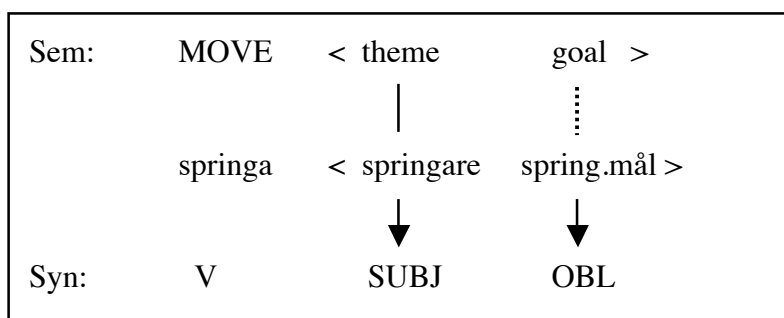 Sem: MOVE < theme goal >
springa < springare spring.mål >
Syn: V SUBJ OBL